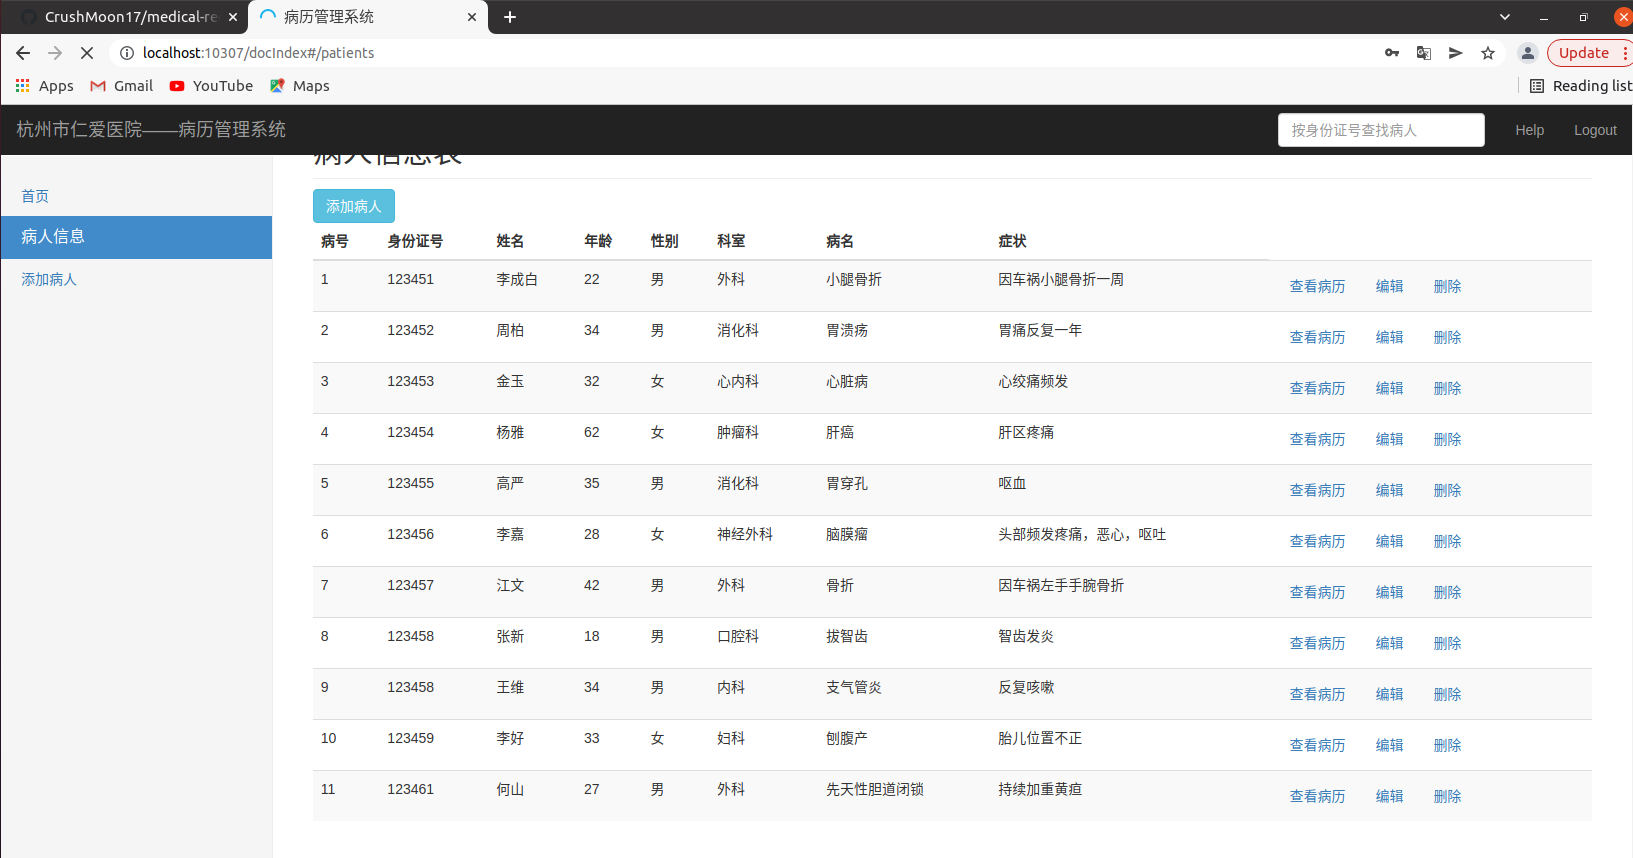 CrushMoon17/medical-re
病历管理系统
localhost:10307/docIndex#/patients
Update
Apps Gmail YouTube Maps Reading list
杭州市仁爱医院——病历管理系统 按身份证号查找病人 Help Logout
病人信息表
首页
病人信息
添加病人
添加病人
病号 身份证号 姓名 年龄 性别 科室 病名 症状
1 123451 李成白 22 男 外科 小腿骨折 因车祸小腿骨折一周 查看病历 编辑 删除
2 123452 周柏 34 男 消化科 胃溃疡 胃痛反复一年 查看病历 编辑 删除
3 123453 金玉 32 女 心内科 心脏病 心绞痛频发 查看病历 编辑 删除
4 123454 杨雅 62 女 肿瘤科 肝癌 肝区疼痛 查看病历 编辑 删除
5 123455 高严 35 男 消化科 胃穿孔 呕血 查看病历 编辑 删除
6 123456 李嘉 28 女 神经外科 脑膜瘤 头部频发疼痛，恶心，呕吐 查看病历 编辑 删除
7 123457 江文 42 男 外科 骨折 因车祸左手手腕骨折 查看病历 编辑 删除
8 123458 张新 18 男 口腔科 拔智齿 智齿发炎 查看病历 编辑 删除
9 123458 王维 34 男 内科 支气管炎 反复咳嗽 查看病历 编辑 删除
10 123459 李好 33 女 妇科 刨腹产 胎儿位置不正 查看病历 编辑 删除
11 123461 何山 27 男 外科 先天性胆道闭锁 持续加重黄疸 查看病历 编辑 删除